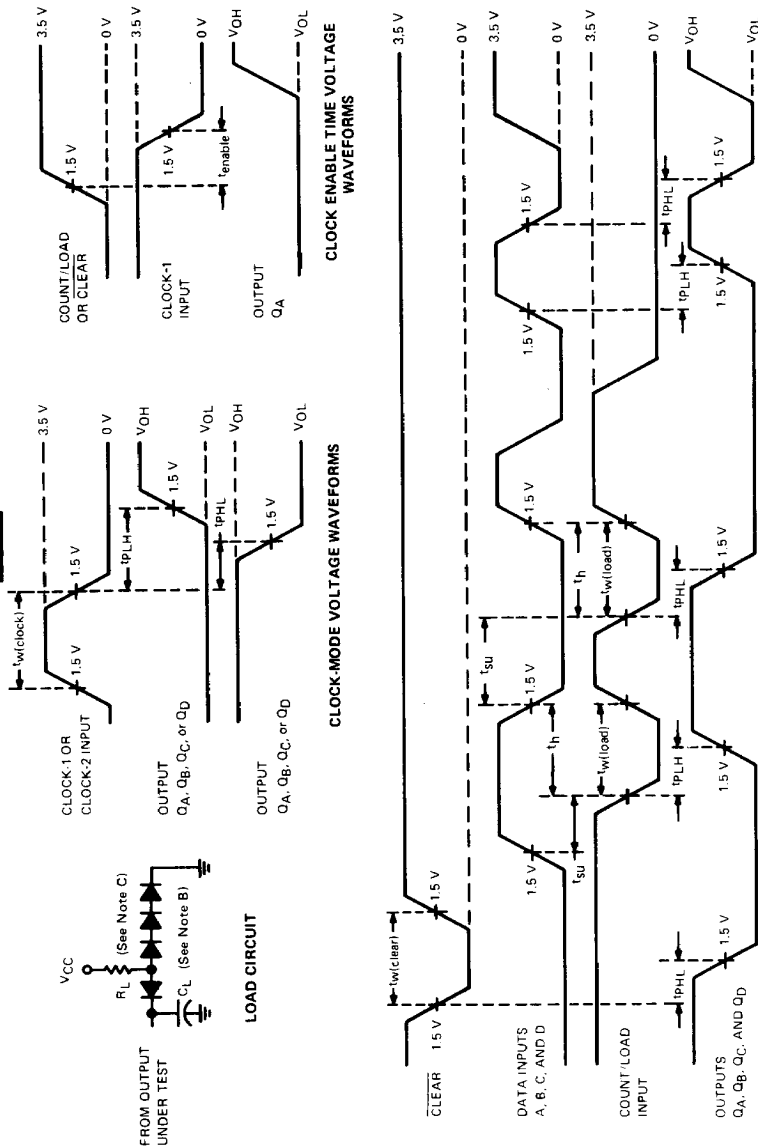 FROM OUTPUT
UNDER TEST
VCC
RL
CL
(See Note C)
(See Note B)
LOAD CIRCUIT
CLOCK-1 OR
CLOCK-2 INPUT
tw(clock)
1.5 V
1.5 V
3.5 V
0 V
OUTPUT
QA, QB, QC, or QD
tPLH
1.5 V
VOH
VOL
OUTPUT
QA, QB, QC, or QD
tPHL
1.5 V
VOH
VOL
CLOCK-MODE VOLTAGE WAVEFORMS
COUNT/LOAD
OR CLEAR
1.5 V
3.5 V
0 V
CLOCK-1
INPUT
1.5 V
tenable
3.5 V
0 V
OUTPUT
QA
VOH
VOL
CLOCK ENABLE TIME VOLTAGE
WAVEFORMS
CLEAR
1.5 V
tw(clear)
1.5 V
3.5 V
0 V
DATA INPUTS
A, B, C, AND D
1.5 V
1.5 V
1.5 V
1.5 V
1.5 V
3.5 V
0 V
tsu
th
tsu
th
COUNT/LOAD
INPUT
tw(load)
tw(load)
3.5 V
0 V
OUTPUTS
QA, QB, QC, AND QD
tPHL
1.5 V
tPLH
1.5 V
tPHL
1.5 V
tPLH
1.5 V
tPHL
1.5 V
VOH
VOL